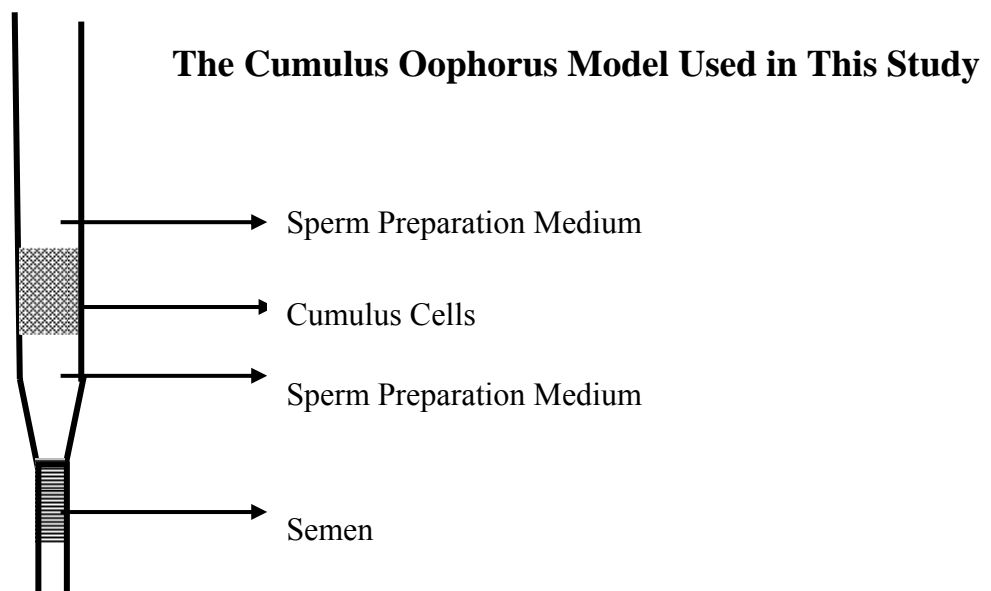 The Cumulus Oophorus Model Used in This Study
Sperm Preparation Medium
Cumulus Cells
Sperm Preparation Medium
Semen